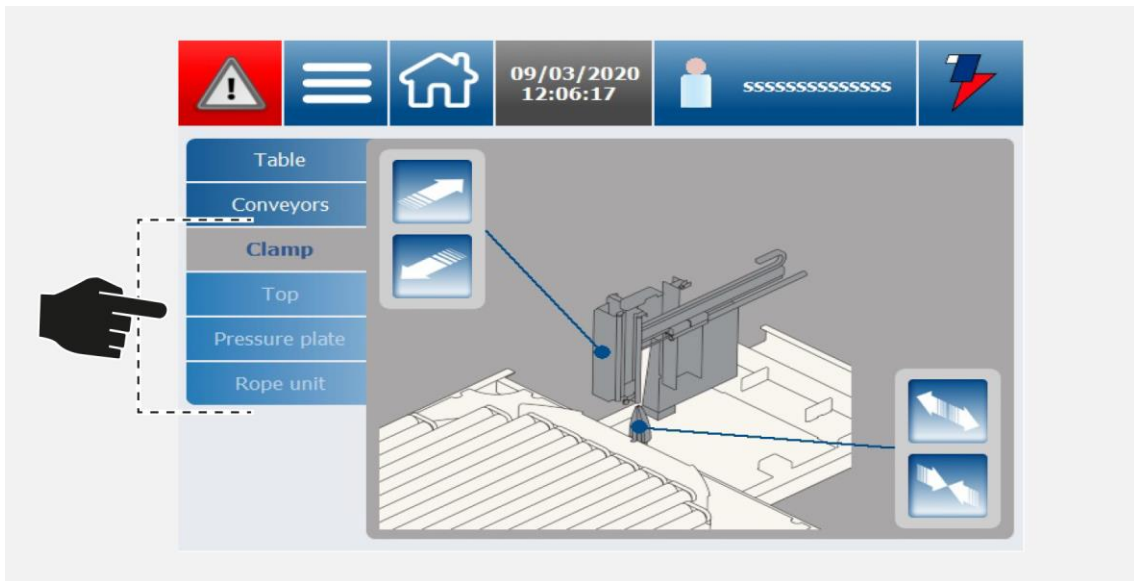 09/03/2020
12:06:17
ssssssssssssss
Table
Conveyors
Clamp
Top
Pressure plate
Rope unit